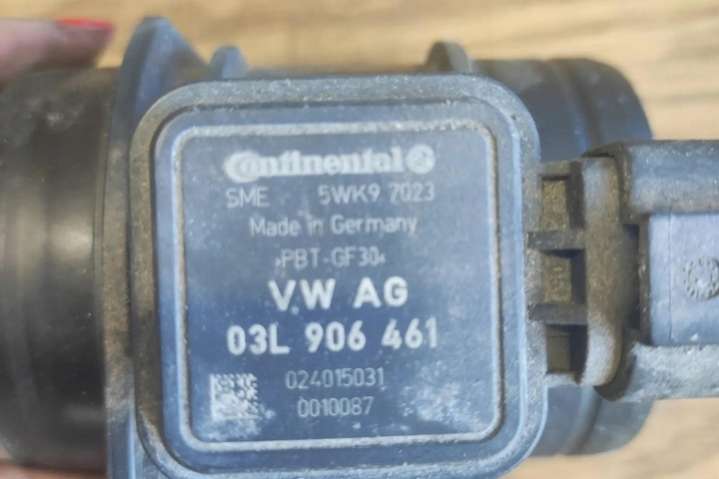 Continental
SME 5WK9 7023
Made in Germany
>PBT-GF30<
VW AG
03L 906 461
024015031
0010087